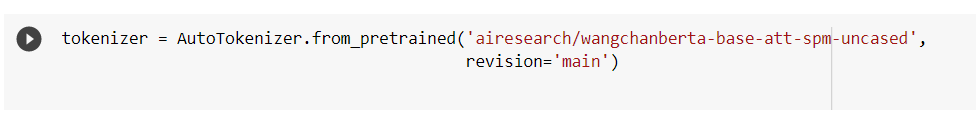 tokenizer = AutoTokenizer.from_pretrained('airesearch/wangchanberta-base-att-spm-uncased',
revision='main')